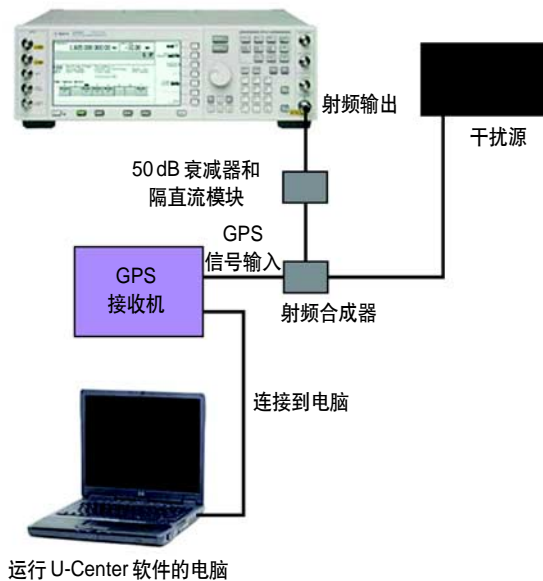 射频输出
干扰源
50 dB 衰减器和
隔直流模块
GPS
信号输入
GPS
接收机
射频合成器
连接到电脑
运行 U-Center 软件的电脑